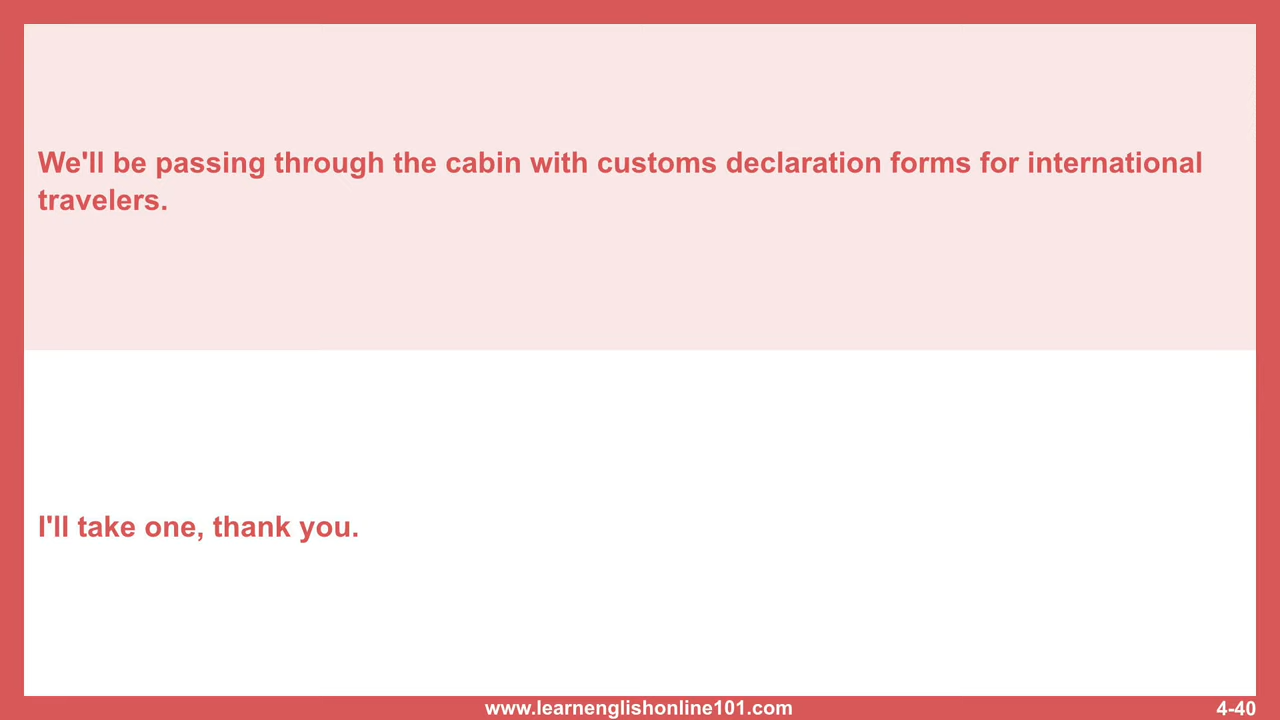 We'll be passing through the cabin with customs declaration forms for international
travelers.
I'll take one, thank you.
www.learnenglishonline101.com
4-40